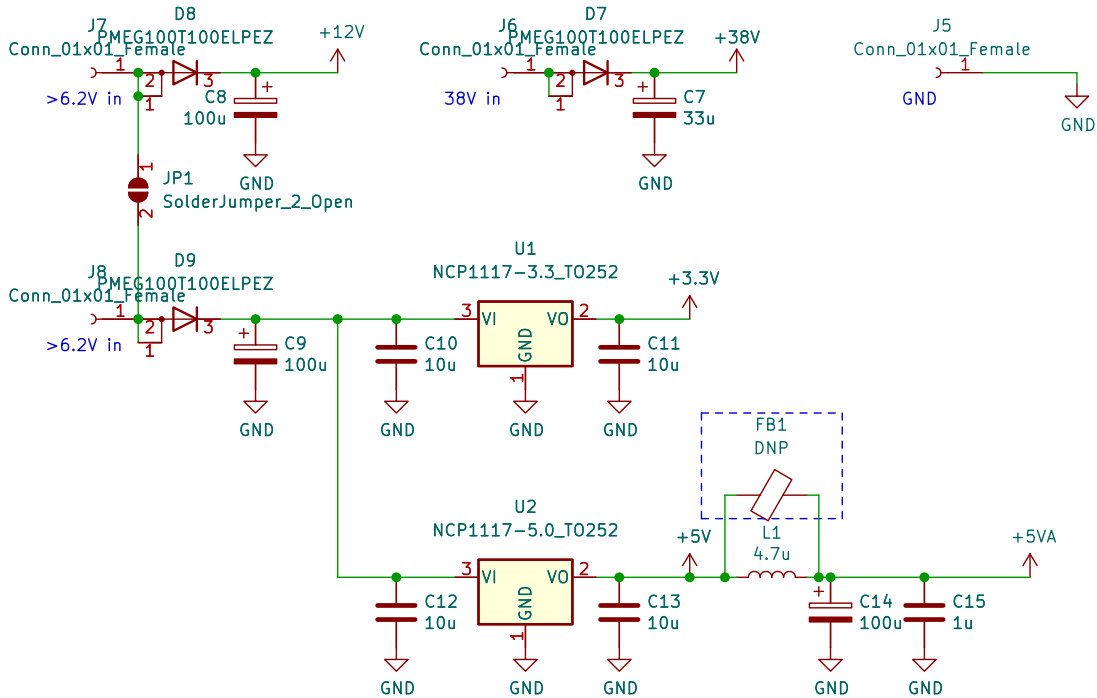 D8
J7
PMEG100T100ELPEZ
Conn_01x01_Female
1
2
1
3
>6.2V in
+12V
C8
100u
+
GND
D7
J6
PMEG100T100ELPEZ
Conn_01x01_Female
1
2
1
3
38V in
+38V
C7
33u
+
GND
J5
Conn_01x01_Female
1
GND
GND
1
JP1
SolderJumper_2_Open
2
D9
J8
PMEG100T100ELPEZ
Conn_01x01_Female
1
2
1
3
>6.2V in
+
C9
100u
GND
C10
10u
GND
U1
NCP1117-3.3_TO252
3
VI
VO
2
GND
1
GND
+3.3V
C11
10u
GND
U2
NCP1117-5.0_TO252
3
VI
VO
2
GND
1
GND
C12
10u
GND
C13
10u
GND
+5V
FB1
DNP
L1
4.7u
+
C14
100u
GND
C15
1u
GND
+5VA